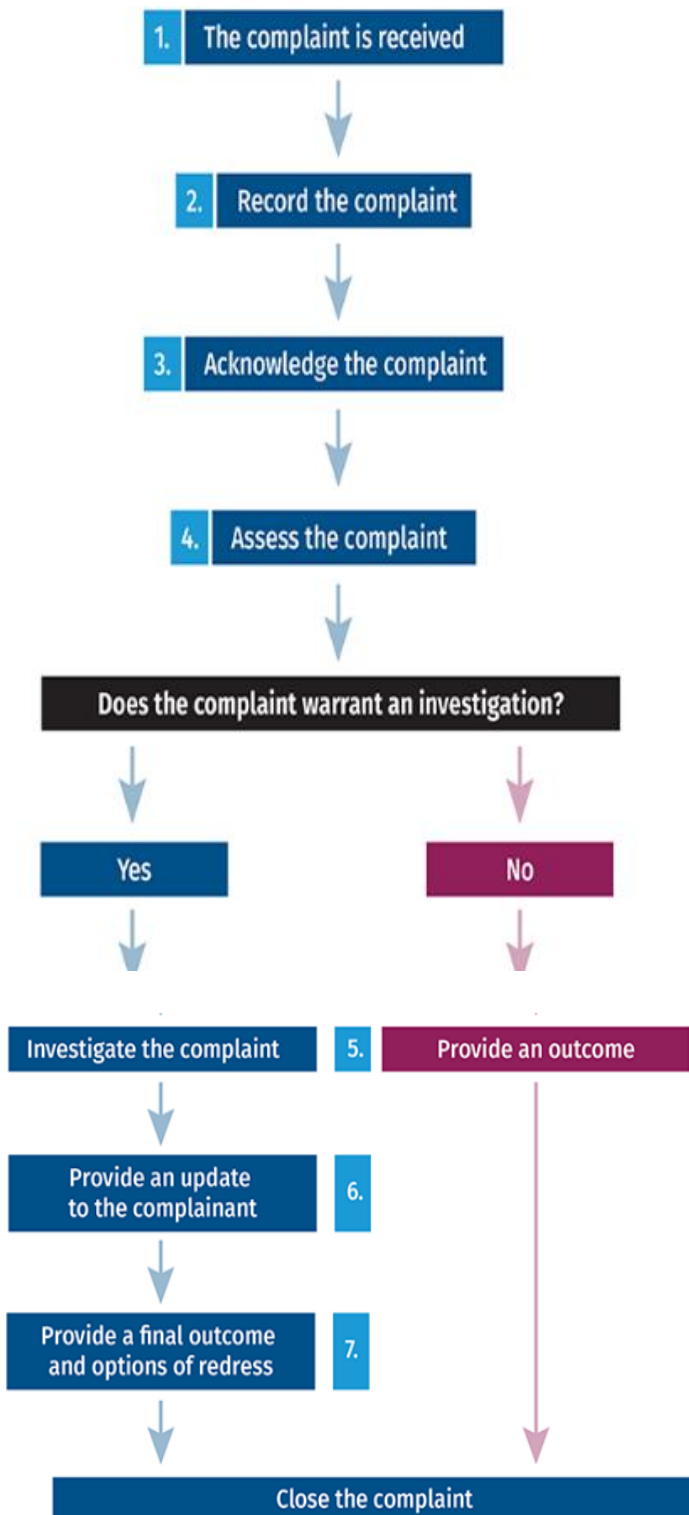 1. The complaint is received
2. Record the complaint
3. Acknowledge the complaint
4. Assess the complaint
Does the complaint warrant an investigation?
Yes
No
Investigate the complaint
5.
Provide an outcome
Provide an update
to the complainant
6.
Provide a final outcome
and options of redress
7.
Close the complaint